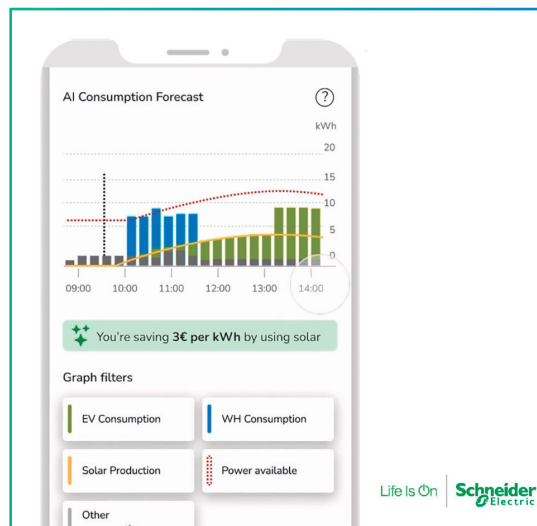 AI Consumption Forecast
?
kWh
20
15
10
5
0
09:00 10:00 11:00 12:00 13:00 14:00
You're saving 3€ per kWh by using solar
Graph filters
EV Consumption
WH Consumption
Solar Production
Power available
Other
Life Is On
Schneider
Electric